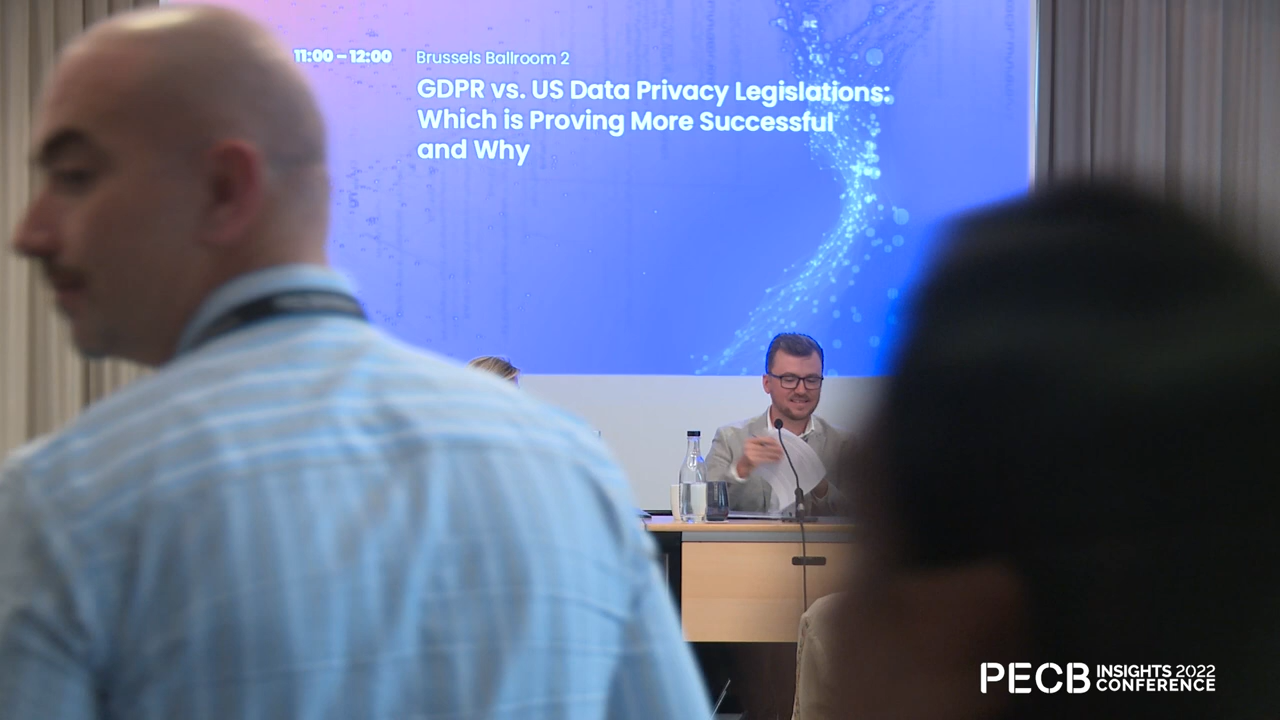 11:00 – 12:00 Brussels Ballroom 2
GDPR vs. US Data Privacy Legislations:
Which is Proving More Successful
and Why
PECB INSIGHTS 2022
CONFERENCE